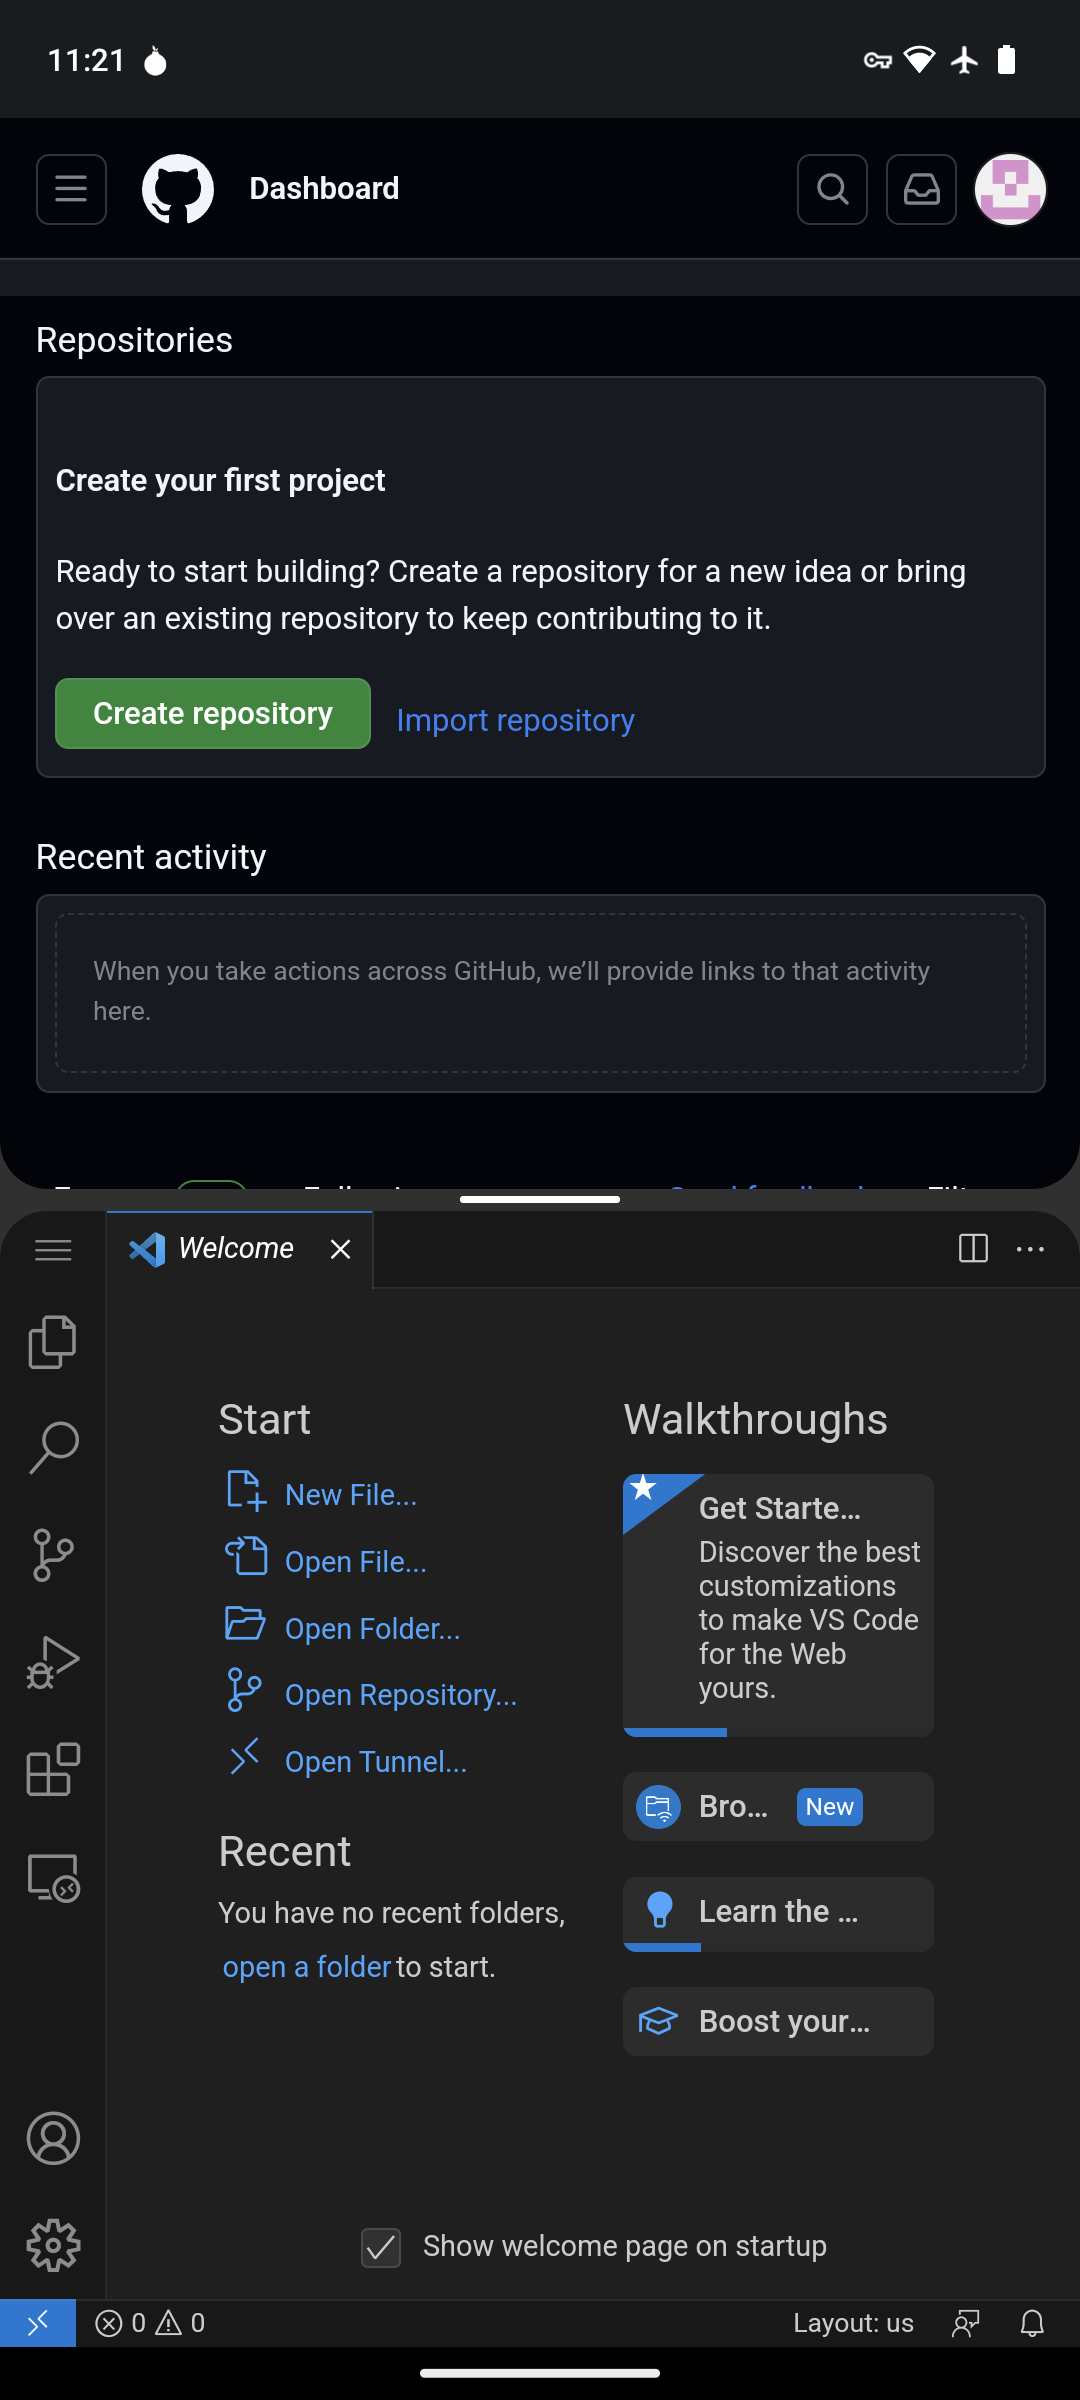 11:21
Dashboard
Repositories
Create your first project
Ready to start building? Create a repository for a new idea or bring
over an existing repository to keep contributing to it.
Create repository
Import repository
Recent activity
When you take actions across GitHub, we’ll provide links to that activity
here.
Welcome
Start
New File...
Open File...
Open Folder...
Open Repository...
Open Tunnel...
Recent
You have no recent folders,
open a folder to start.
Walkthroughs
Get Starte...
Discover the best
customizations
to make VS Code
for the Web
yours.
Bro... New
Learn the ...
Boost your...
Show welcome page on startup
0 0
Layout: us